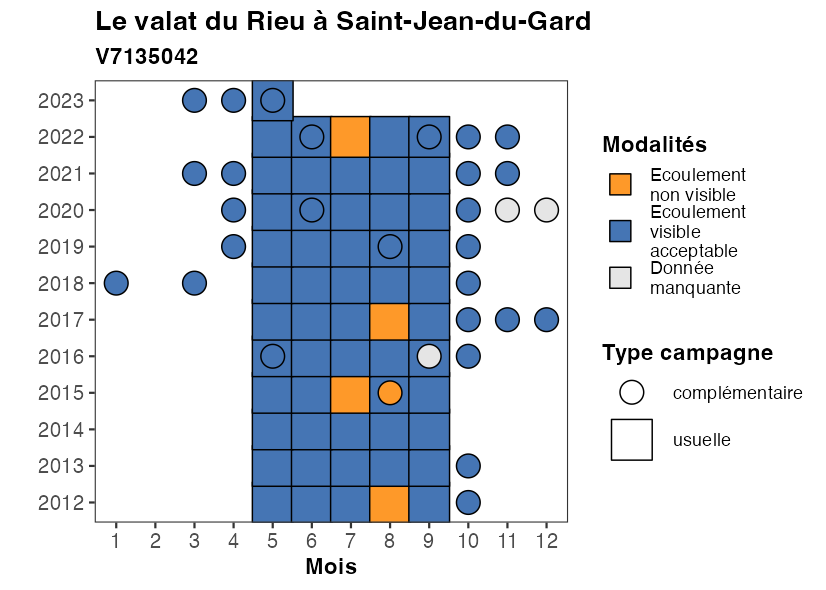 Le valat du Rieu à Saint-Jean-du-Gard
V7135042
2023
2022
2021
2020
2019
2018
2017
2016
2015
2014
2013
2012
1 2 3 4 5 6 7 8 9 10 11 12
Mois
Modalités
Ecoulement
non visible
Ecoulement
visible
acceptable
Donnée
manquante
Type campagne
complémentaire
usuelle